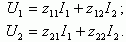 U₁ = z₁₁I₁ + z₁₂I₂ ;
U₂ = z₂₁I₁ + z₂₂I₂.